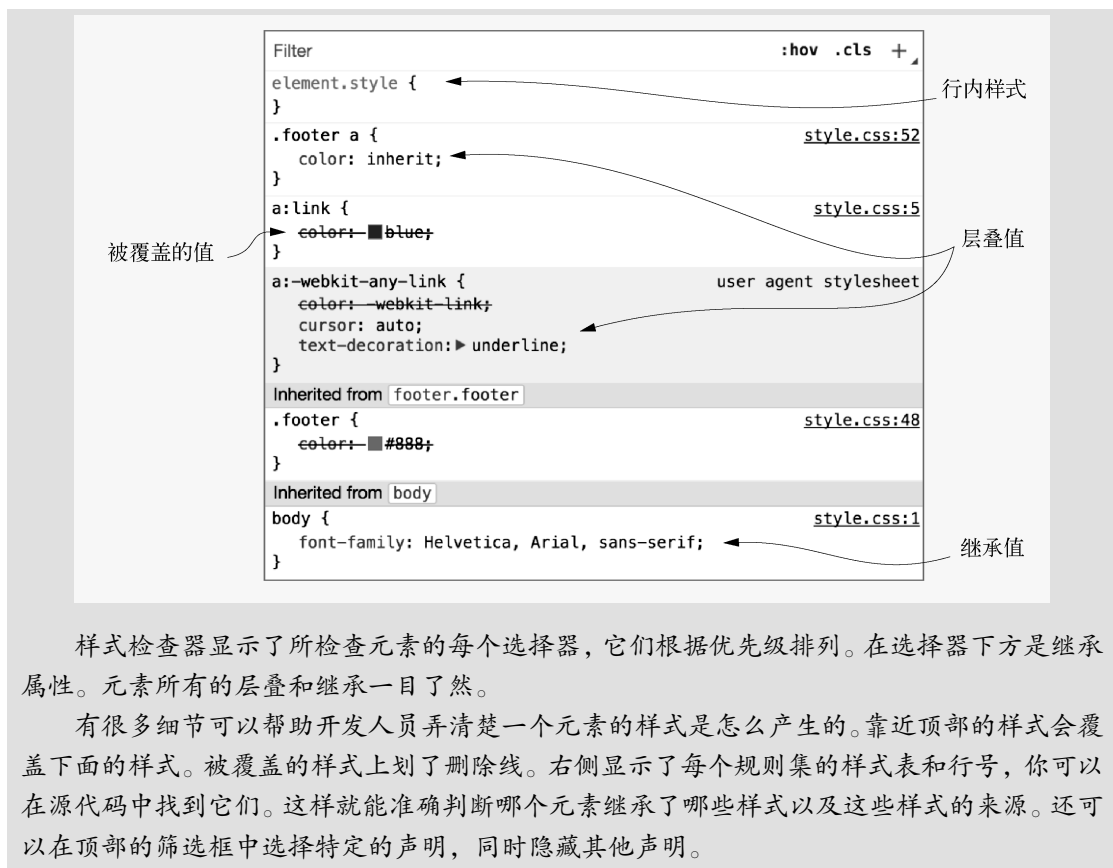 Filter :hov .cls +
element.style { 行内样式
}
.footer a { style.css:52
color: inherit;
}
a:link { style.css:5
被覆盖的值 color: blue; 层叠值
}
a:-webkit-any-link { user agent stylesheet
color: -webkit-link;
cursor: auto;
text-decoration: underline;
}
Inherited from footer.footer
.footer { style.css:48
color: #888;
}
Inherited from body
body { style.css:1
font-family: Helvetica, Arial, sans-serif; 继承值
}
样式检查器显示了所检查元素的每个选择器，它们根据优先级排列。在选择器下方是继承
属性。元素所有的层叠和继承一目了然。
有很多细节可以帮助开发人员弄清楚一个元素的样式是怎么产生的。靠近顶部的样式会覆
盖下面的样式。被覆盖的样式上划了删除线。右侧显示了每个规则集的样式表和行号，你可以
在源代码中找到它们。这样就能准确判断哪个元素继承了哪些样式以及这些样式的来源。还可
以在顶部的筛选框中选择特定的声明，同时隐藏其他声明。